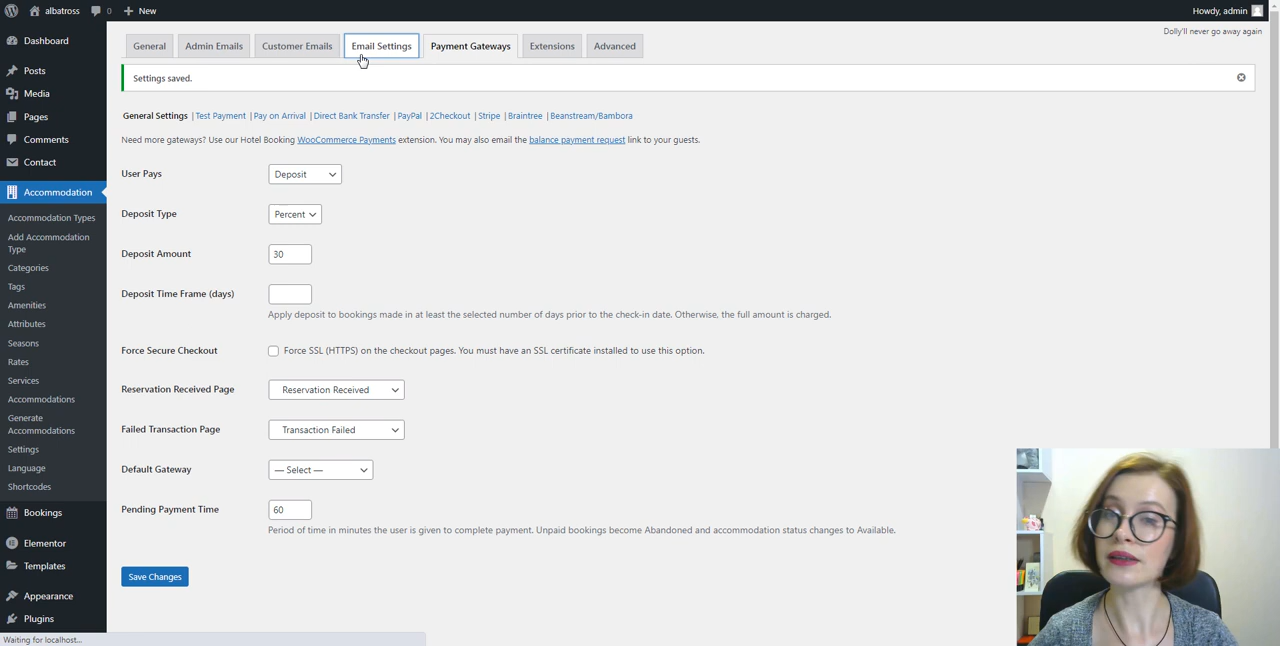 albatross 0 New Howdy, admin
Dolly'll never go away again
General Admin Emails Customer Emails Email Settings Payment Gateways Extensions Advanced
Settings saved.
General Settings | Test Payment | Pay on Arrival | Direct Bank Transfer | PayPal | 2Checkout | Stripe | Braintree | Beanstream/Bambora
Need more gateways? Use our Hotel Booking WooCommerce Payments extension. You may also email the balance payment request link to your guests.
User Pays Deposit
Deposit Type Percent
Deposit Amount 30
Deposit Time Frame (days)
Apply deposit to bookings made in at least the selected number of days prior to the check-in date. Otherwise, the full amount is charged.
Force Secure Checkout Force SSL (HTTPS) on the checkout pages. You must have an SSL certificate installed to use this option.
Reservation Received Page Reservation Received
Failed Transaction Page Transaction Failed
Default Gateway — Select —
Pending Payment Time 60
Period of time in minutes the user is given to complete payment. Unpaid bookings become Abandoned and accommodation status changes to Available.
Save Changes
Dashboard
Posts
Media
Pages
Comments
Contact
Accommodation
Accommodation Types
Add Accommodation
Type
Categories
Tags
Amenities
Attributes
Seasons
Rates
Services
Accommodations
Generate
Accommodations
Settings
Language
Shortcodes
Bookings
Elementor
Templates
Appearance
Plugins
Waiting for localhost...